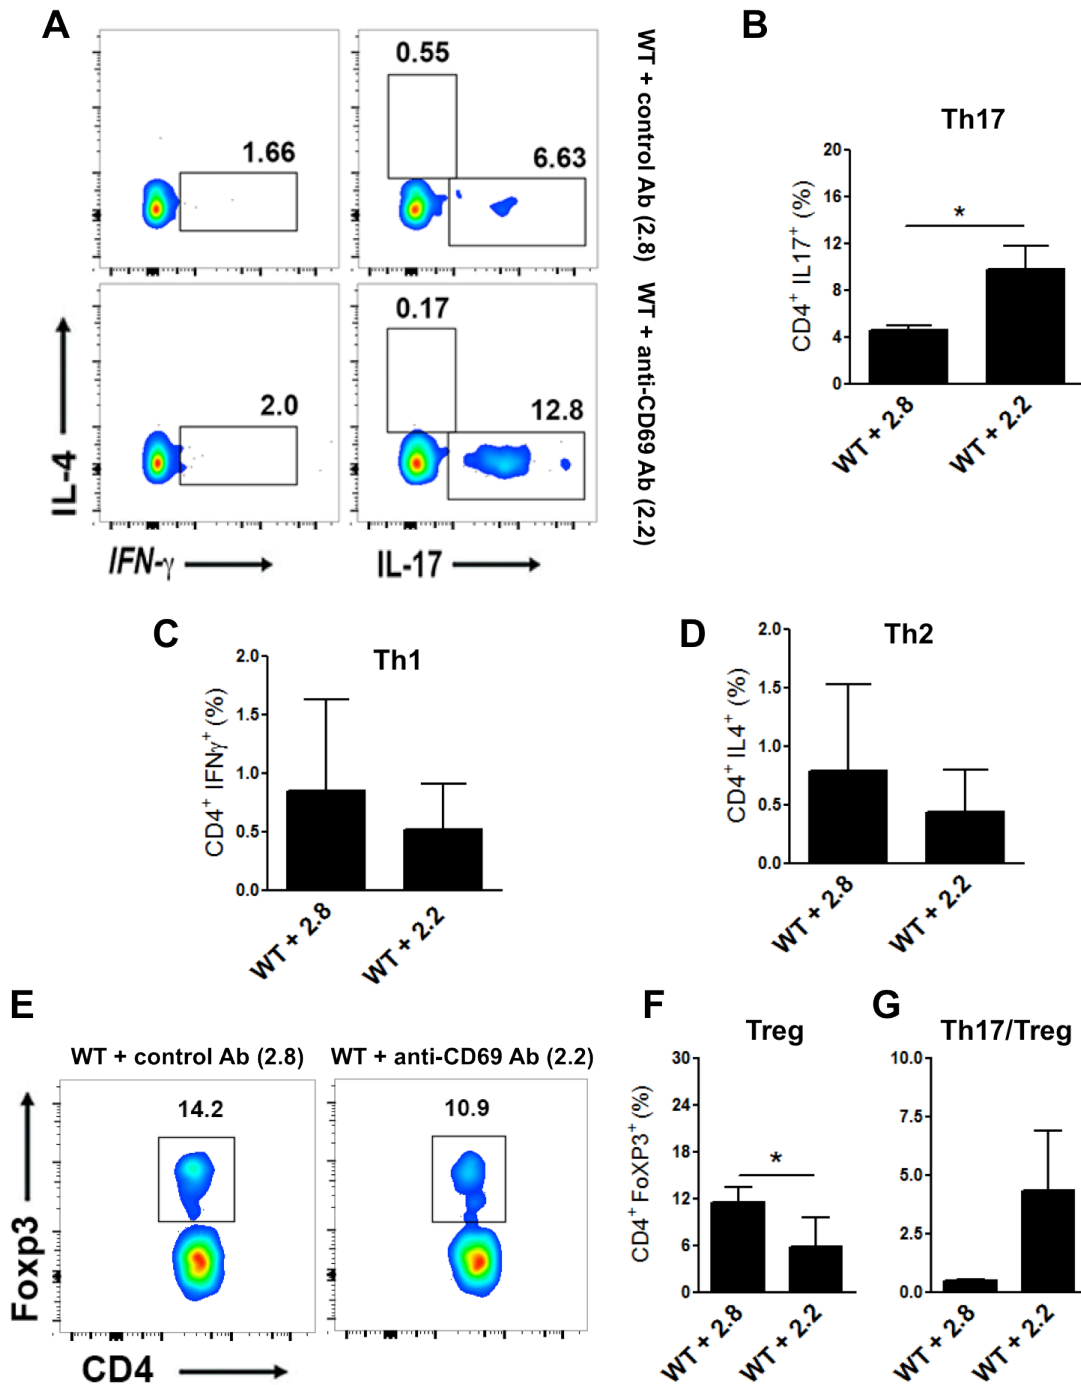 A
0.55
1.66
6.63
0.17
2.0
12.8
IL-4
IFN-γ
IL-17
WT + control Ab (2.8)
WT + anti-CD69 Ab (2.2)
B
Th17
CD4+ IL17+ (%)
20
16
12
8
4
0
*
WT + 2.8
WT + 2.2
C
Th1
CD4+ IFNγ+ (%)
2.0
1.5
1.0
0.5
0.0
WT + 2.8
WT + 2.2
D
Th2
CD4+ IL4+ (%)
2.0
1.5
1.0
0.5
0.0
WT + 2.8
WT + 2.2
E
WT + control Ab (2.8)
WT + anti-CD69 Ab (2.2)
14.2
10.9
Foxp3
CD4
F
Treg
CD4+ FoXP3+ (%)
30
24
18
12
6
0
*
WT + 2.8
WT + 2.2
G
Th17/Treg
10.0
7.5
5.0
2.5
0.0
WT + 2.8
WT + 2.2